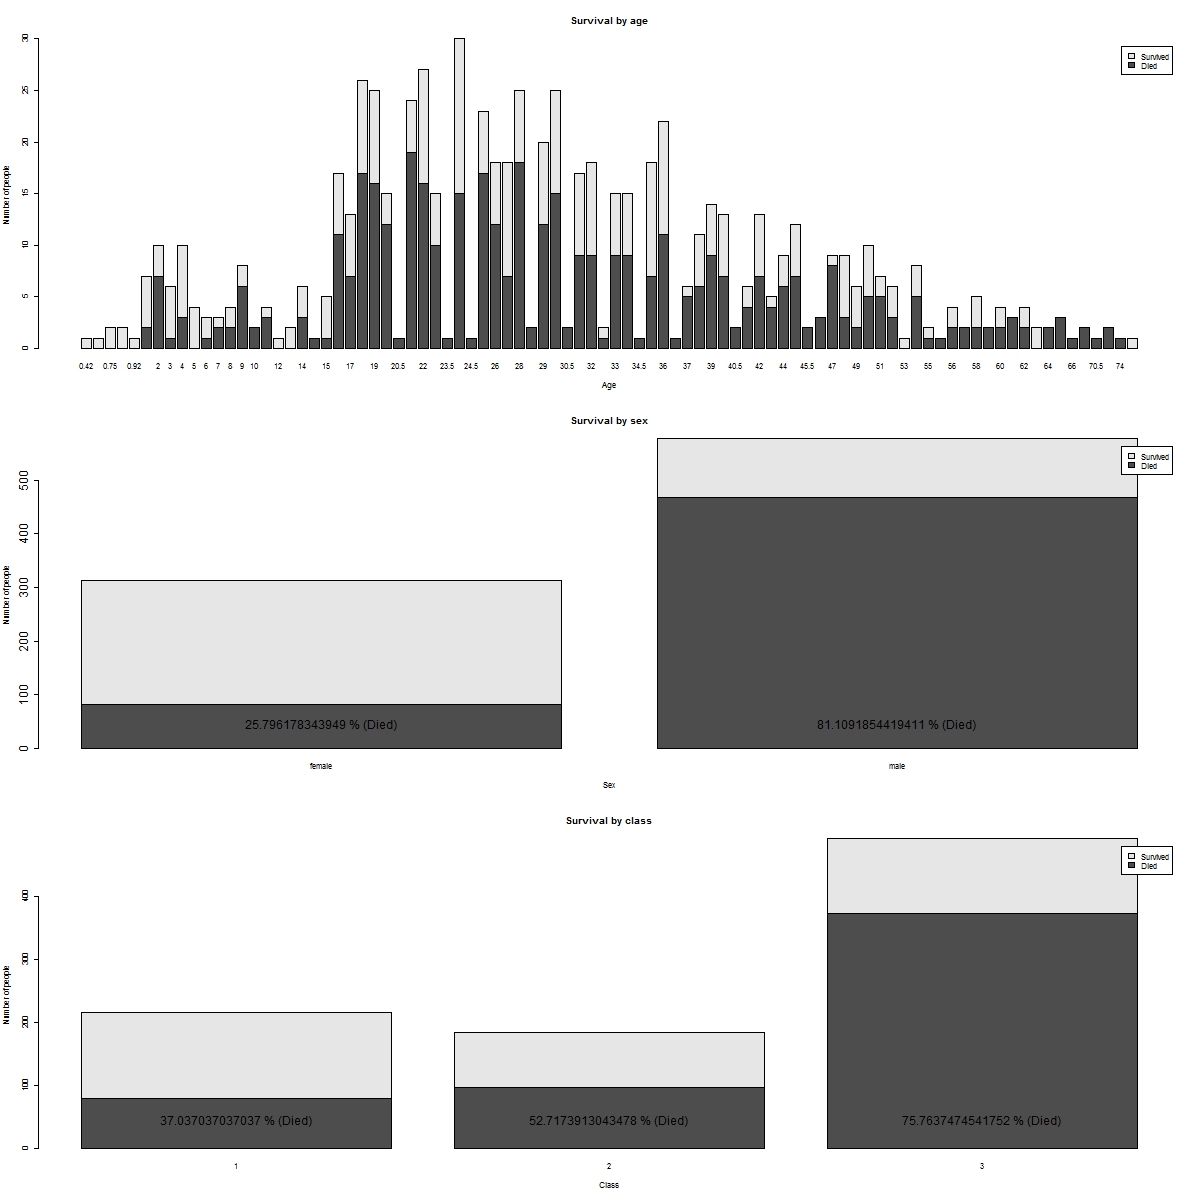 Survival by age
Survived
Died
Number of people
0 5 10 15 20 25 30
0.42 0.75 0.92 2 3 4 5 6 7 8 9 10 12 14 15 17 19 20.5 22 23.5 24.5 26 28 29 30.5 32 33 34.5 36 37 39 40.5 42 44 45.5 47 49 51 53 55 56 58 60 62 64 66 70.5 74
Age
Survival by sex
Survived
Died
Number of people
0 100 200 300 400 500
25.796178343949 % (Died)
81.1091854419411 % (Died)
female
male
Sex
Survival by class
Survived
Died
Number of people
0 100 200 300 400
37.037037037037 % (Died)
52.7173913043478 % (Died)
75.7637474541752 % (Died)
1 2 3
Class